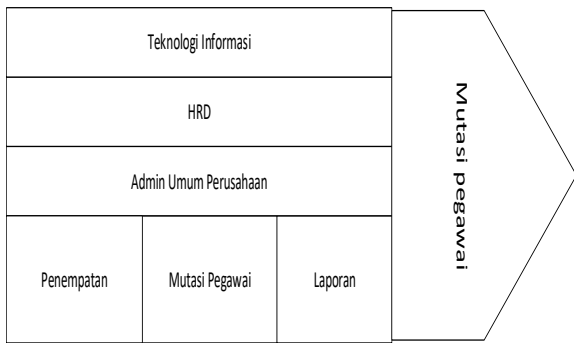 Teknologi Informasi
HRD
Admin Umum Perusahaan
Penempatan
Mutasi Pegawai
Laporan
Mutasi pegawai